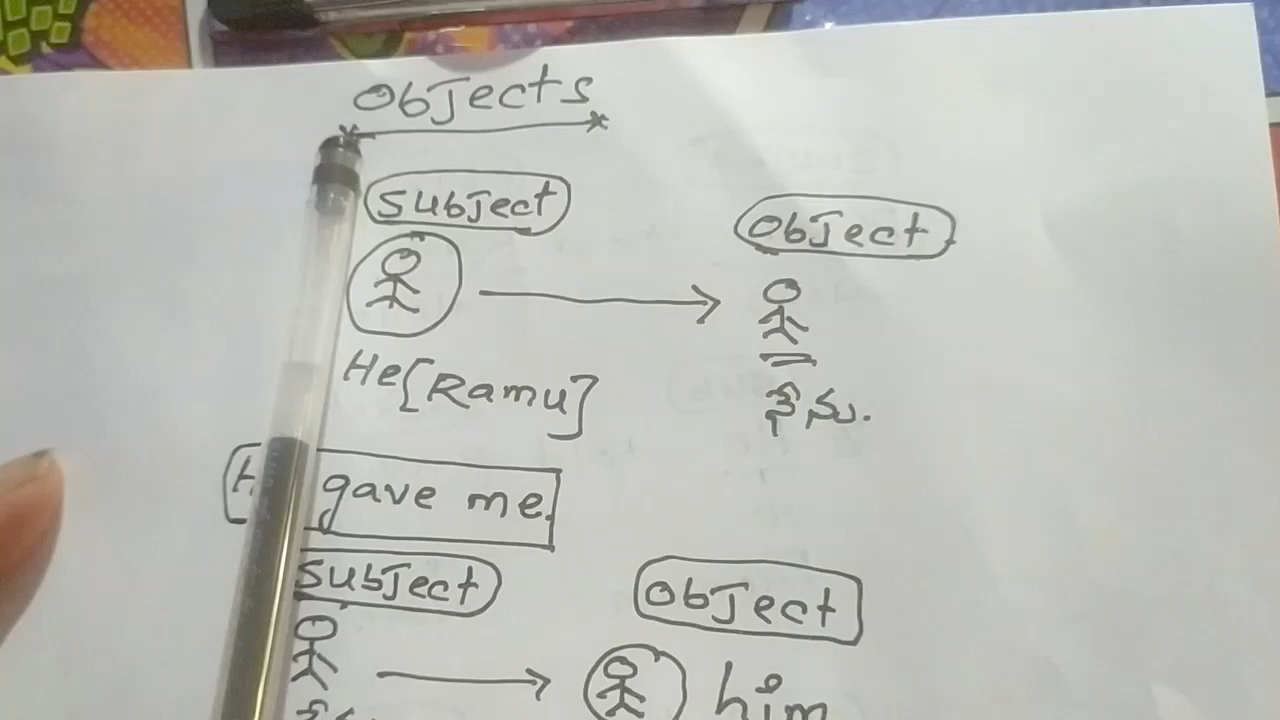 Objects
Subject
Object
He[Ramu]
నేను.
gave me.
Subject
Object
him